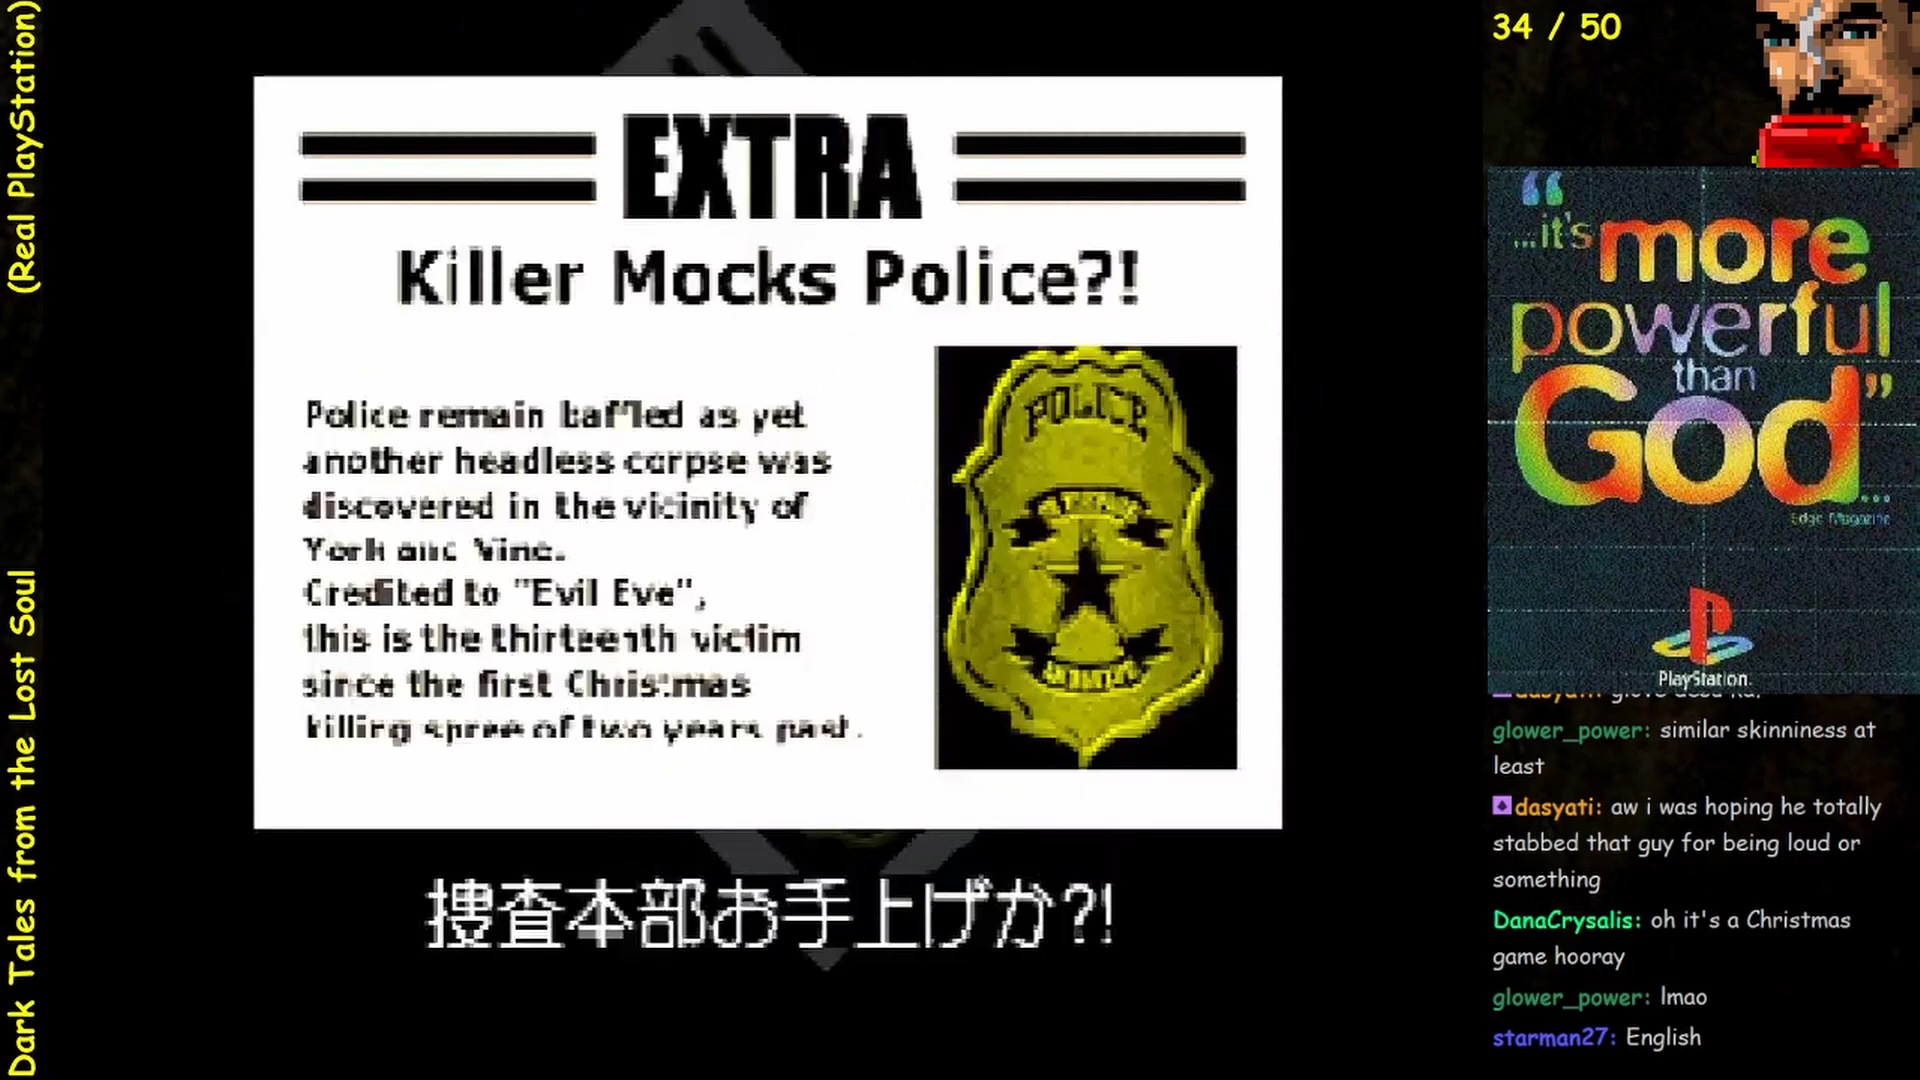 Dark Tales from the Lost Soul (Real PlayStation)
EXTRA
Killer Mocks Police?!
Police remain baffled as yet
another headless corpse was
discovered in the vicinity of
York and Vine.
Credited to "Evil Eve",
this is the thirteenth victim
since the first Christmas
killing spree of two years past.
POLICE
捜査本部お手上げか?!
34 / 50
“
...it's more
powerful
than
God”
...
Edge Magazine
PlayStation.
dasyati:
glower_power: similar skinniness at
least
dasyati: aw i was hoping he totally
stabbed that guy for being loud or
something
DanaCrysalis: oh it's a Christmas
game hooray
glower_power: lmao
starman27: English